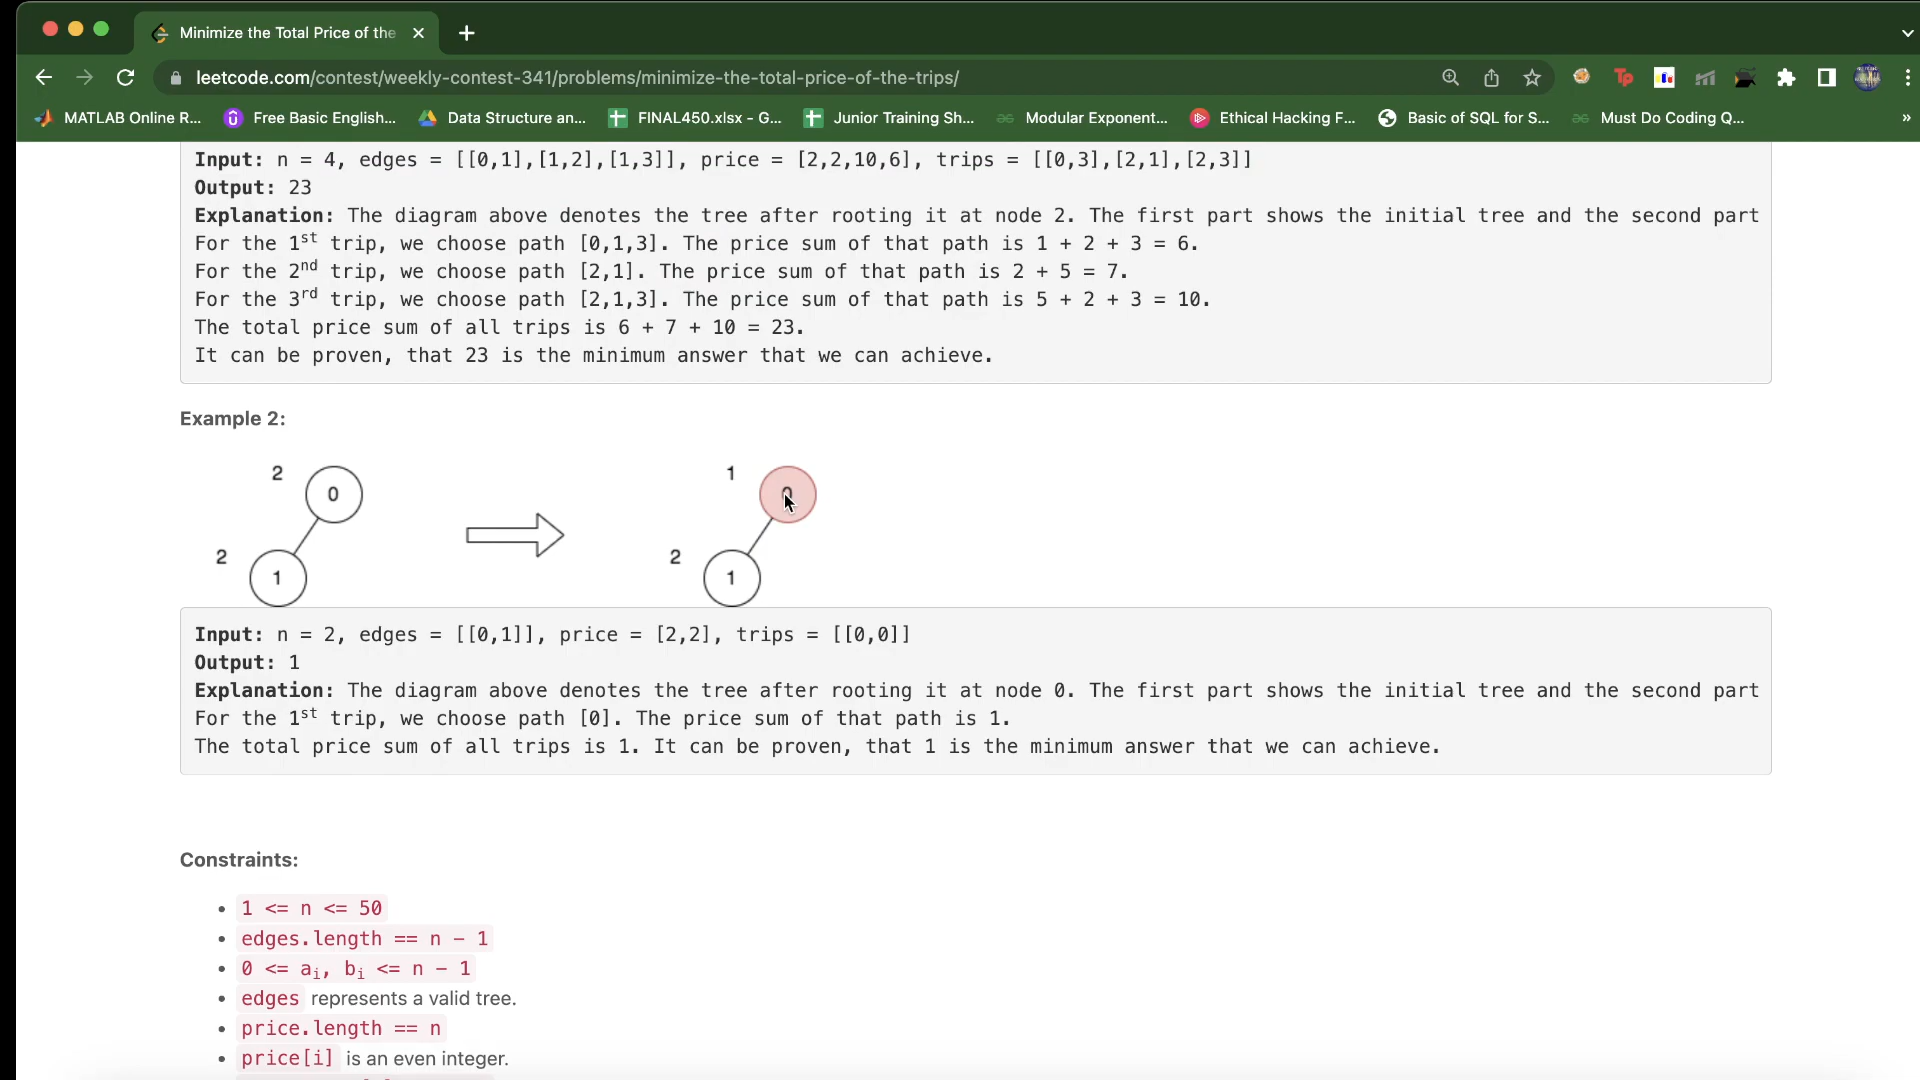 Minimize the Total Price of the
leetcode.com/contest/weekly-contest-341/problems/minimize-the-total-price-of-the-trips/
MATLAB Online R... Free Basic English... Data Structure an... FINAL450.xlsx - G... Junior Training Sh... Modular Exponent... Ethical Hacking F... Basic of SQL for S... Must Do Coding Q... »
Input: n = 4, edges = [[0,1],[1,2],[1,3]], price = [2,2,10,6], trips = [[0,3],[2,1],[2,3]]
Output: 23
Explanation: The diagram above denotes the tree after rooting it at node 2. The first part shows the initial tree and the second part
For the 1st trip, we choose path [0,1,3]. The price sum of that path is 1 + 2 + 3 = 6.
For the 2nd trip, we choose path [2,1]. The price sum of that path is 2 + 5 = 7.
For the 3rd trip, we choose path [2,1,3]. The price sum of that path is 5 + 2 + 3 = 10.
The total price sum of all trips is 6 + 7 + 10 = 23.
It can be proven, that 23 is the minimum answer that we can achieve.
Example 2:
2 0 1 0
2 1 2 1
Input: n = 2, edges = [[0,1]], price = [2,2], trips = [[0,0]]
Output: 1
Explanation: The diagram above denotes the tree after rooting it at node 0. The first part shows the initial tree and the second part
For the 1st trip, we choose path [0]. The price sum of that path is 1.
The total price sum of all trips is 1. It can be proven, that 1 is the minimum answer that we can achieve.
Constraints:
• 1 <= n <= 50
• edges.length == n - 1
• 0 <= ai, bi <= n - 1
• edges represents a valid tree.
• price.length == n
• price[i] is an even integer.